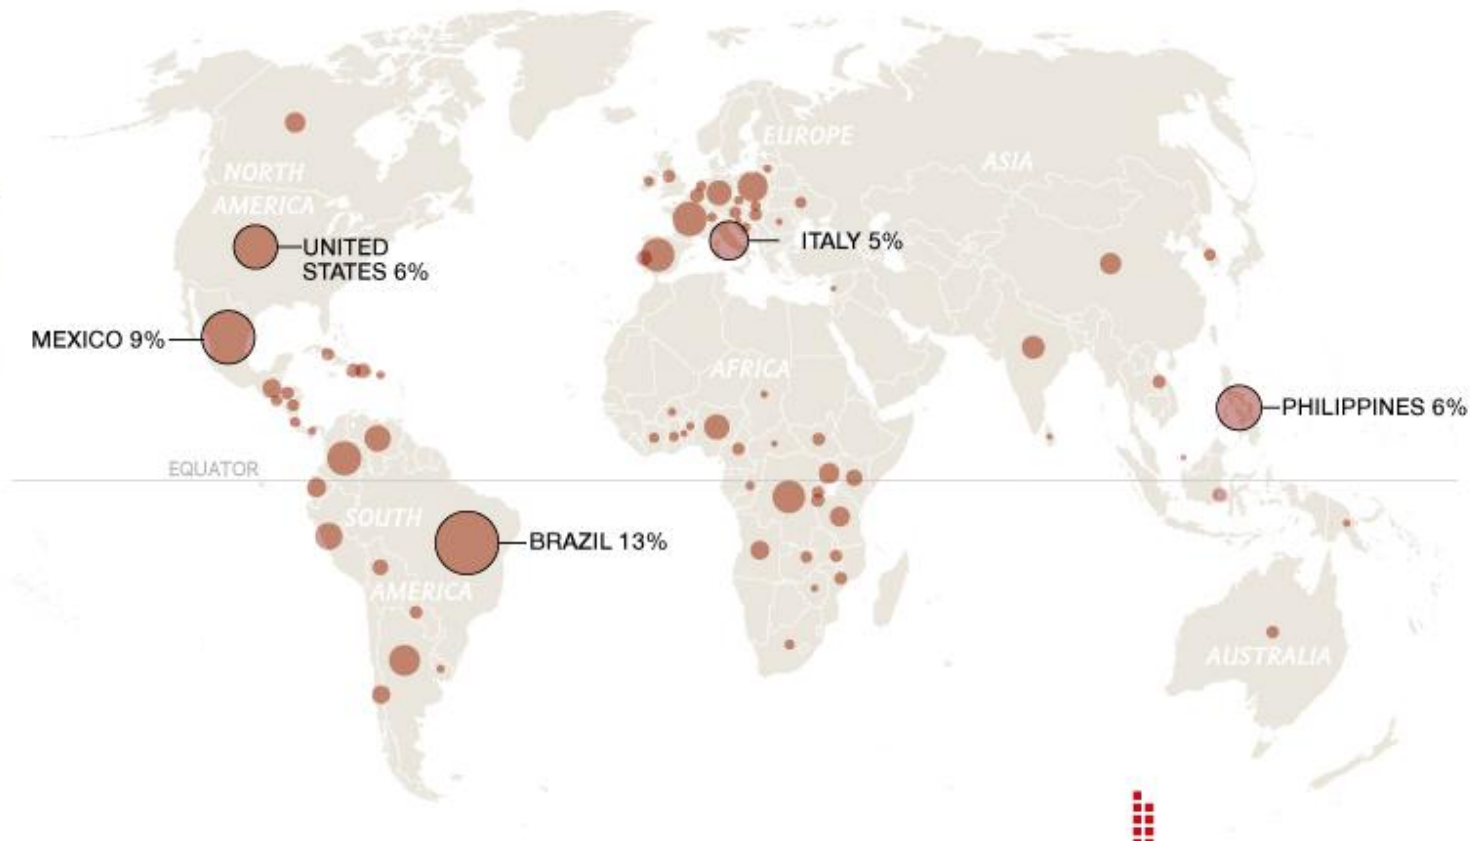 EUROPE
ASIA
NORTH
AMERICA
UNITED
STATES 6%
ITALY 5%
MEXICO 9%
AFRICA
PHILIPPINES 6%
EQUATOR
SOUTH
BRAZIL 13%
AMERICA
AUSTRALIA